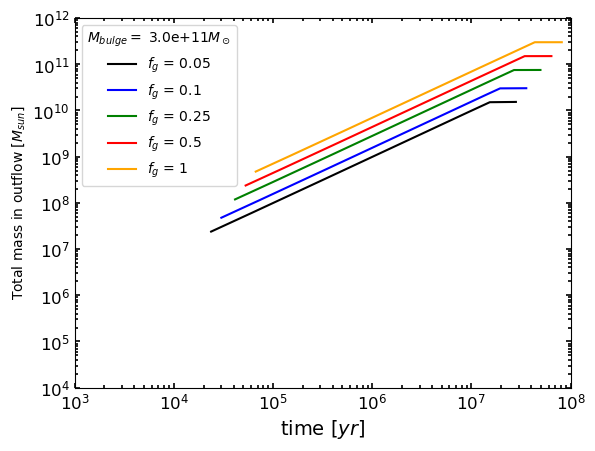 10^12
10^11
10^10
10^9
10^8
10^7
10^6
10^5
10^4
Total mass in outflow [M_sun]
M_bulge = 3.0e+11M_⊙
f_g = 0.05
f_g = 0.1
f_g = 0.25
f_g = 0.5
f_g = 1
10^3 10^4 10^5 10^6 10^7 10^8
time [yr]